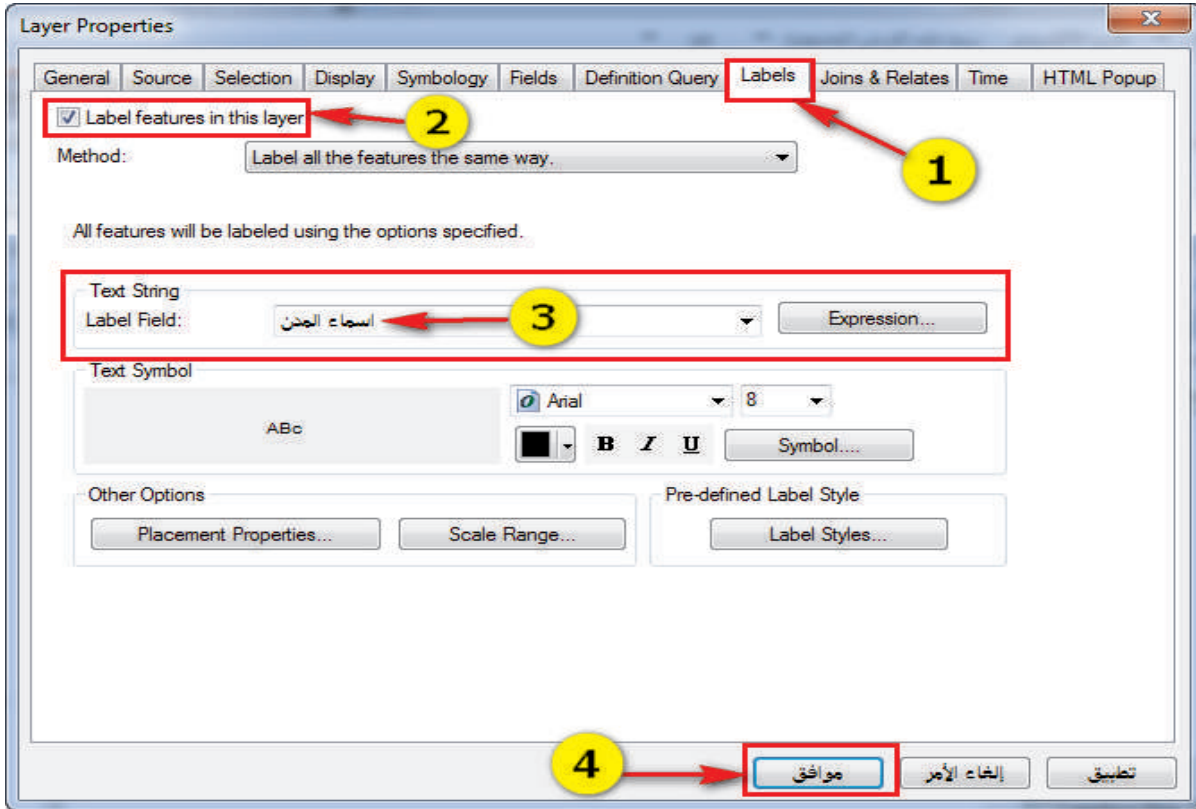 Layer Properties
General Source Selection Display Symbology Fields Definition Query Labels Joins & Relates Time HTML Popup
Label features in this layer
2
Method: Label all the features the same way.
1
All features will be labeled using the options specified.
Text String
Label Field: اسماء المدن 3 Expression...
Text Symbol
ABc
Arial 8
B I U Symbol....
Other Options
Pre-defined Label Style
Placement Properties... Scale Range... Label Styles...
4 موافق إلغاء الأمر تطبيق